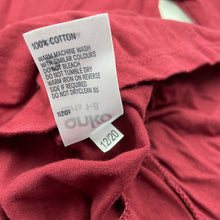 100% COTTON
WARM MACHINE WASH
WITH SIMILAR COLOURS
DO NOT BLEACH
DO NOT TUMBLE DRY
WARM IRON ON REVERSE
SIDE IF REQUIRED
DO NOT DRYCLEAN
12/20